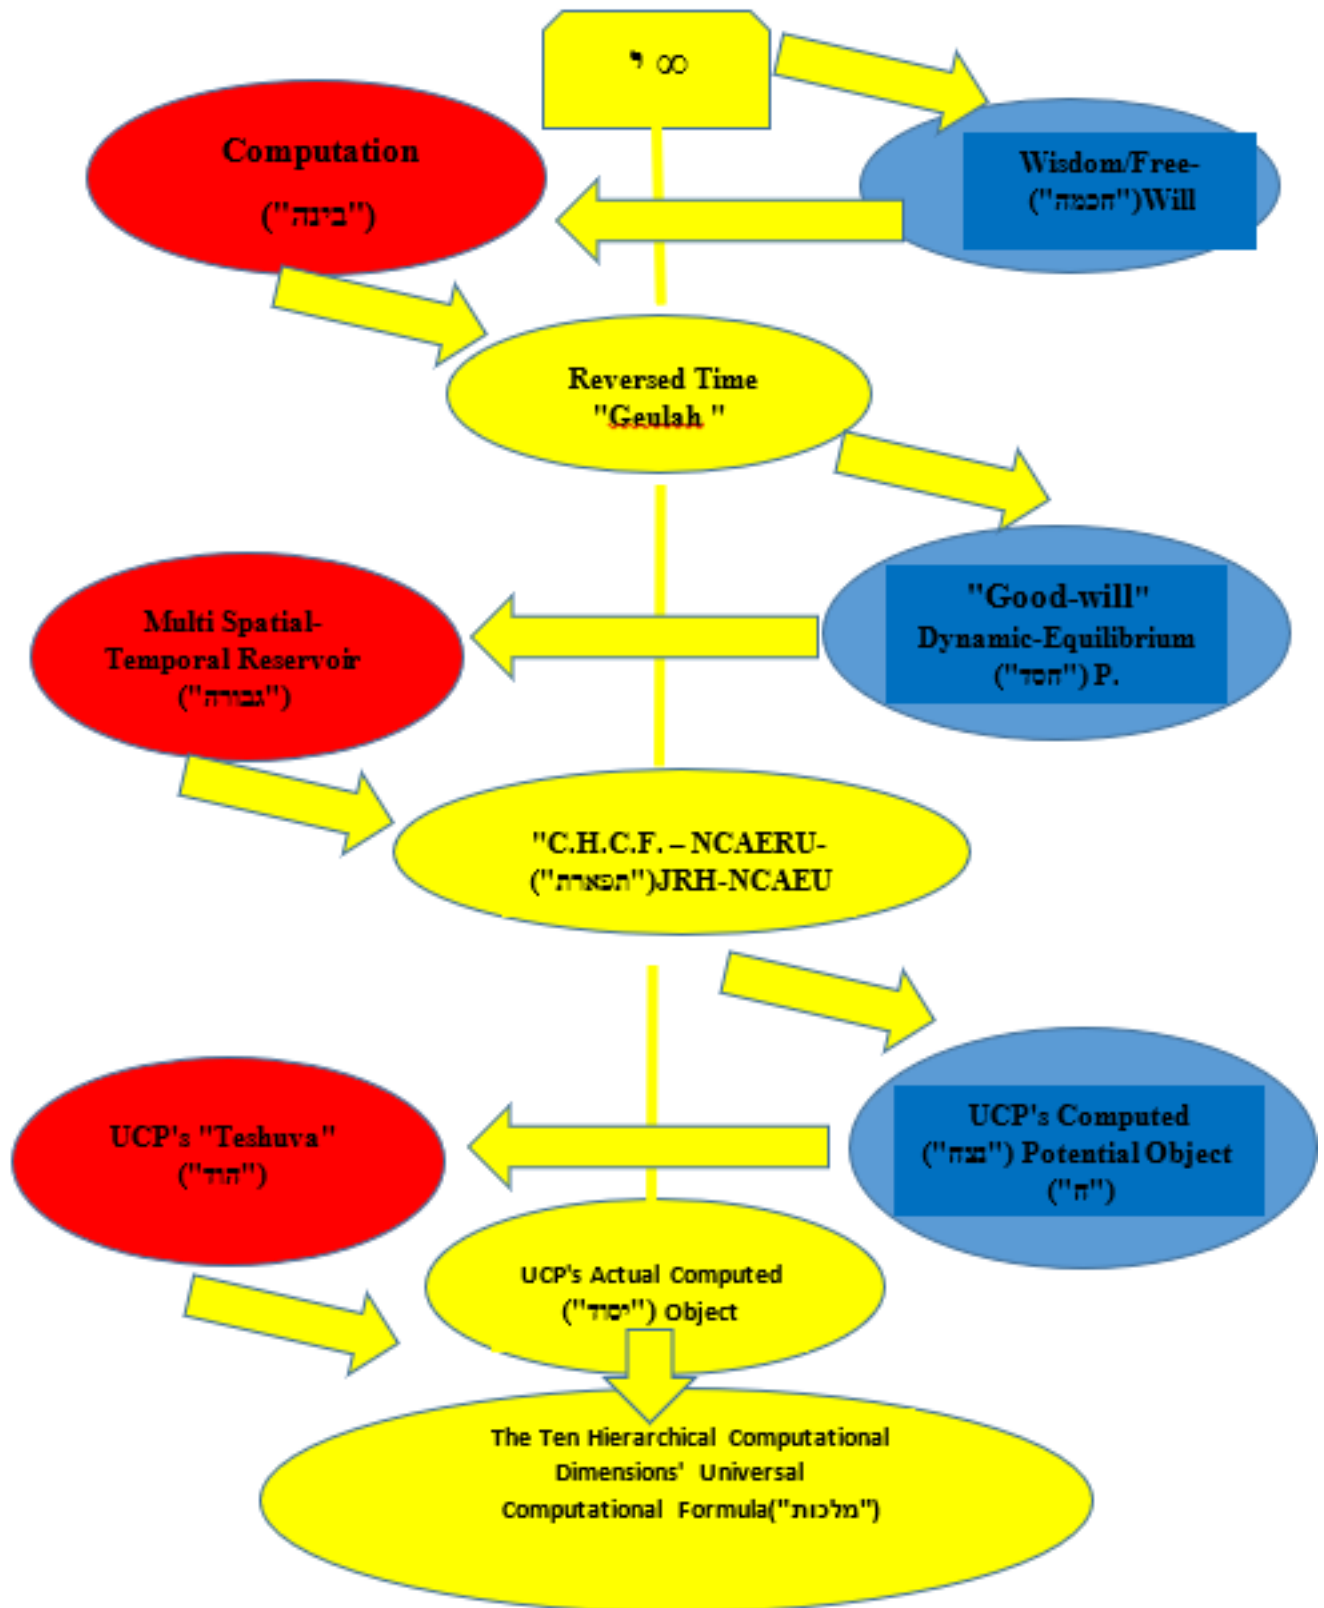 י ∞
Computation
("בינה")
Wisdom/Free-
("חכמה")Will
Reversed Time
"Geulah "
"Good-will"
Dynamic-Equilibrium
("חסד") P.
Multi Spatial-
Temporal Reservoir
("גבורה")
"C.H.C.F. – NCAERU-
("תפארת")JRH-NCAEU
UCP's "Teshuva"
("הוד")
UCP's Computed
("נצח") Potential Object
("ח")
UCP's Actual Computed
("יסוד") Object
The Ten Hierarchical Computational
Dimensions' Universal
Computational Formula("מלכות")